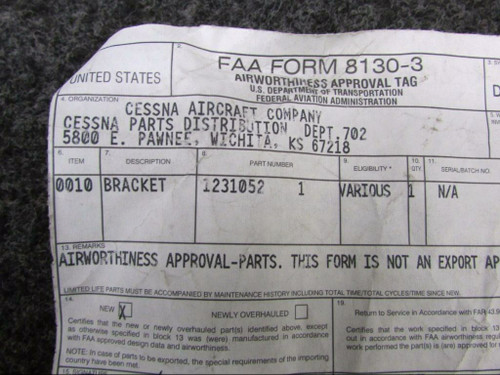 2.
UNITED STATES
FAA FORM 8130-3
AIRWORTHINESS APPROVAL TAG
U.S. DEPARTMENT OF TRANSPORTATION
FEDERAL AVIATION ADMINISTRATION
4. ORGANIZATION
CESSNA AIRCRAFT COMPANY
CESSNA PARTS DISTRIBUTION DEPT.702
5800 E. PAWNEE, WICHITA, KS 67218
6. ITEM 7. DESCRIPTION 8. PART NUMBER 9. ELIGIBILITY * 10. QTY 11. SERIAL/BATCH NO.
0010 BRACKET 1231052 1 VARIOUS 1 N/A
13. REMARKS
AIRWORTHINESS APPROVAL-PARTS. THIS FORM IS NOT AN EXPORT AP
LIMITED LIFE PARTS MUST BE ACCOMPANIED BY MAINTENANCE HISTORY INCLUDING TOTAL TIME/TOTAL CYCLES/TIME SINCE NEW.
14.
NEW X NEWLY OVERHAULED
Certifies that the new or newly overhauled part(s) identified above, except
as otherwise specified in block 13 was (were) manufactured in accordance
with FAA approved design data and airworthiness.
NOTE: In case of parts to be exported, the special requirements of the importing
country have been met.
19.
Return to Service in Accordance with FAR 43.9
Certifies that the work specified in block 13
out in accordance with FAA airworthiness regula
work performed the part(s) is (are) approved for